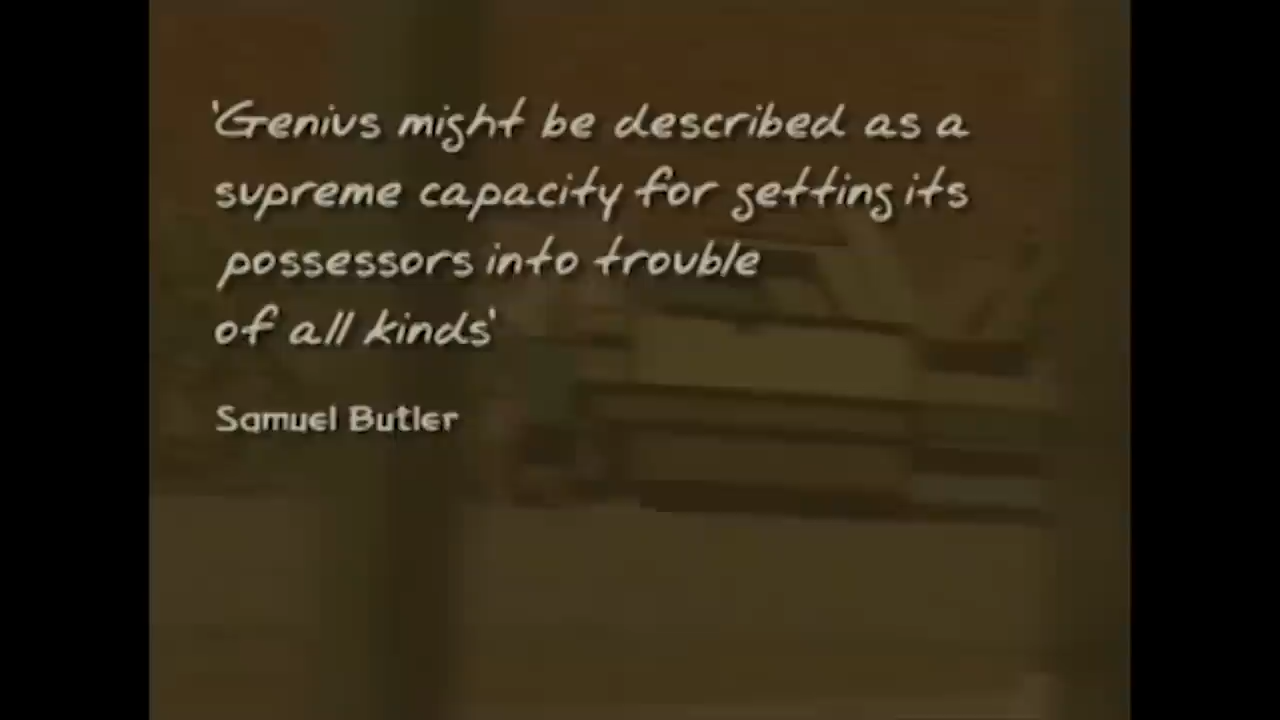 'Genius might be described as a
supreme capacity for getting its
possessors into trouble
of all kinds'
Samuel Butler